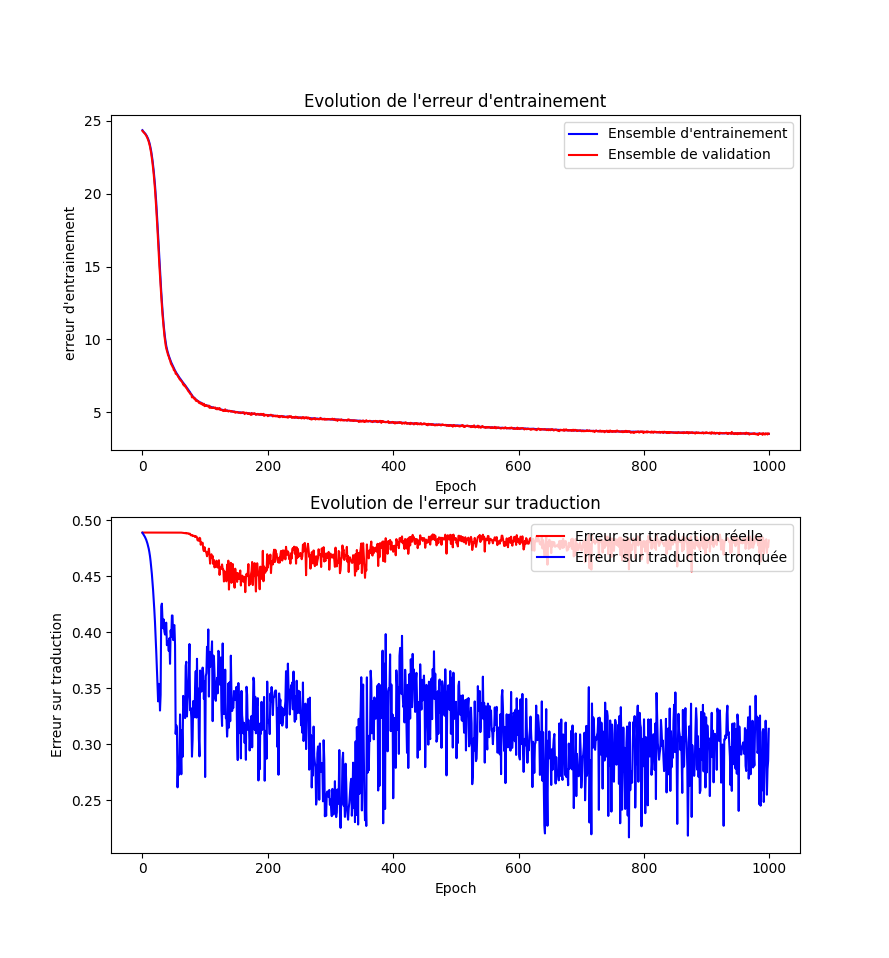 Evolution de l'erreur d'entrainement
25
20
15
10
5
erreur d'entrainement
Ensemble d'entrainement
Ensemble de validation
0 200 400 600 800 1000
Epoch
Evolution de l'erreur sur traduction
0.50
0.45
0.40
0.35
0.30
0.25
Erreur sur traduction
Erreur sur traduction réelle
Erreur sur traduction tronquée
0 200 400 600 800 1000
Epoch